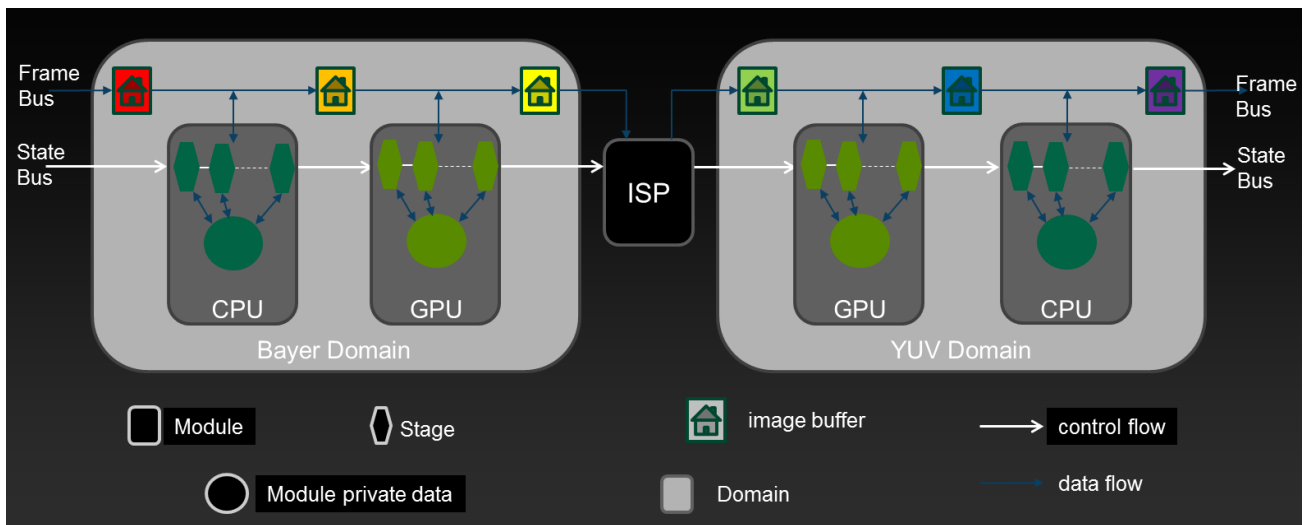 Frame
Bus
State
Bus
CPU
GPU
Bayer Domain
ISP
GPU
CPU
YUV Domain
Frame
Bus
State
Bus
Module
Stage
image buffer
control flow
Module private data
Domain
data flow